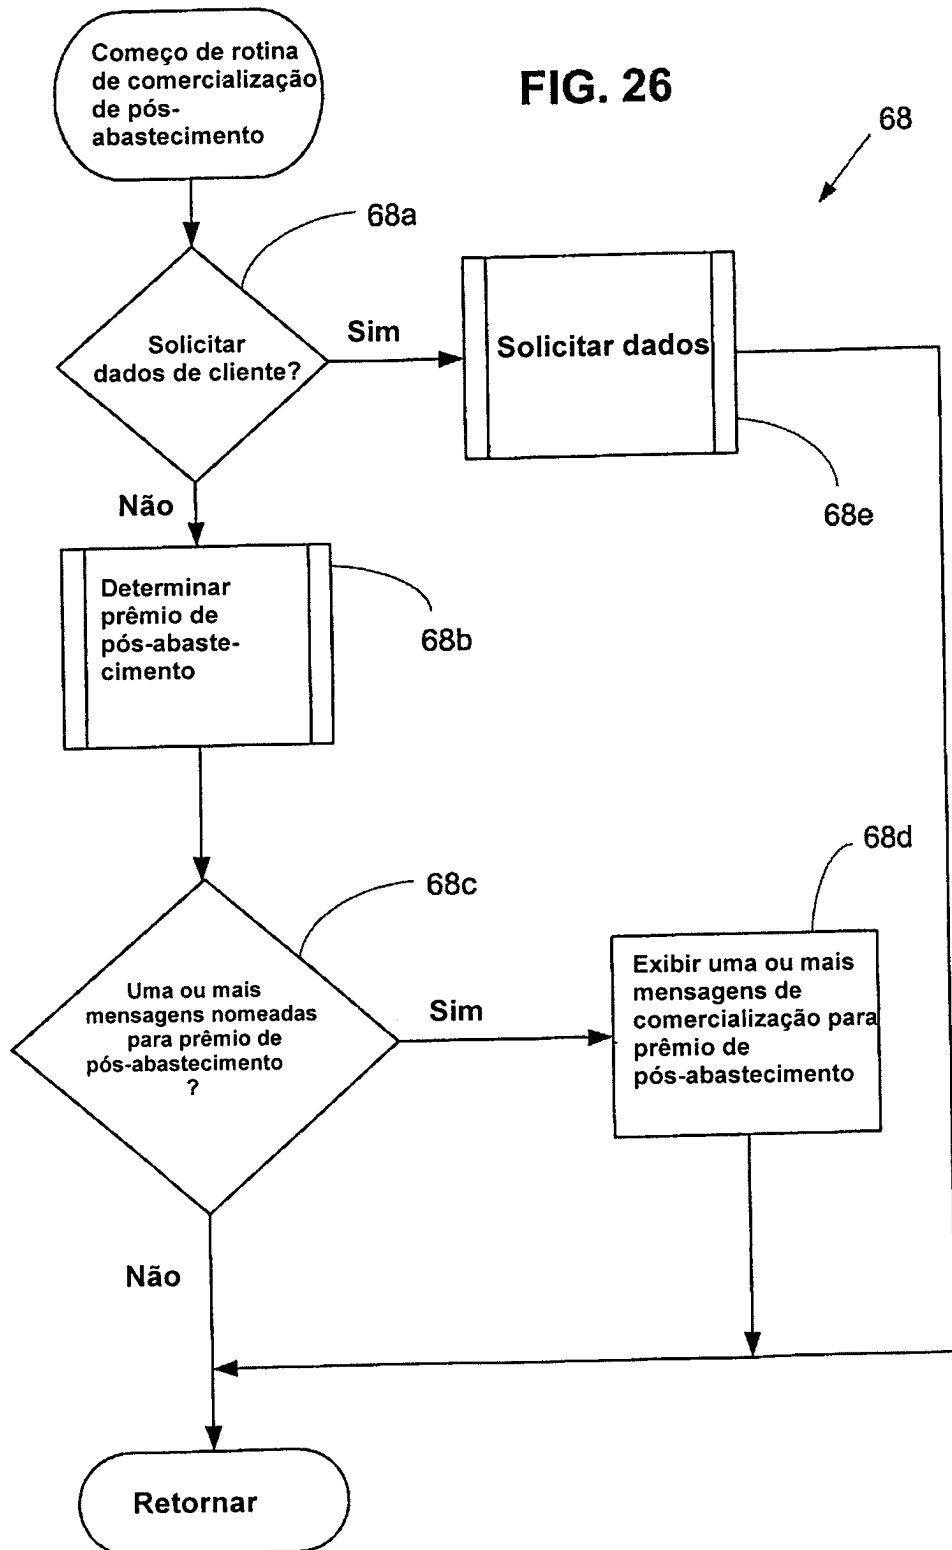 Começo de rotina
de comercialização
de pós-
abastecimento
FIG. 26
68
68a
Solicitar
dados de cliente?
Sim
Solicitar dados
68e
Não
Determinar
prêmio de
pós-abaste-
cimento
68b
68c
Uma ou mais
mensagens nomeadas
para prêmio de
pós-abastecimento
?
Sim
68d
Exibir uma ou mais
mensagens de
comercialização para
prêmio de
pós-abastecimento
Não
Retornar